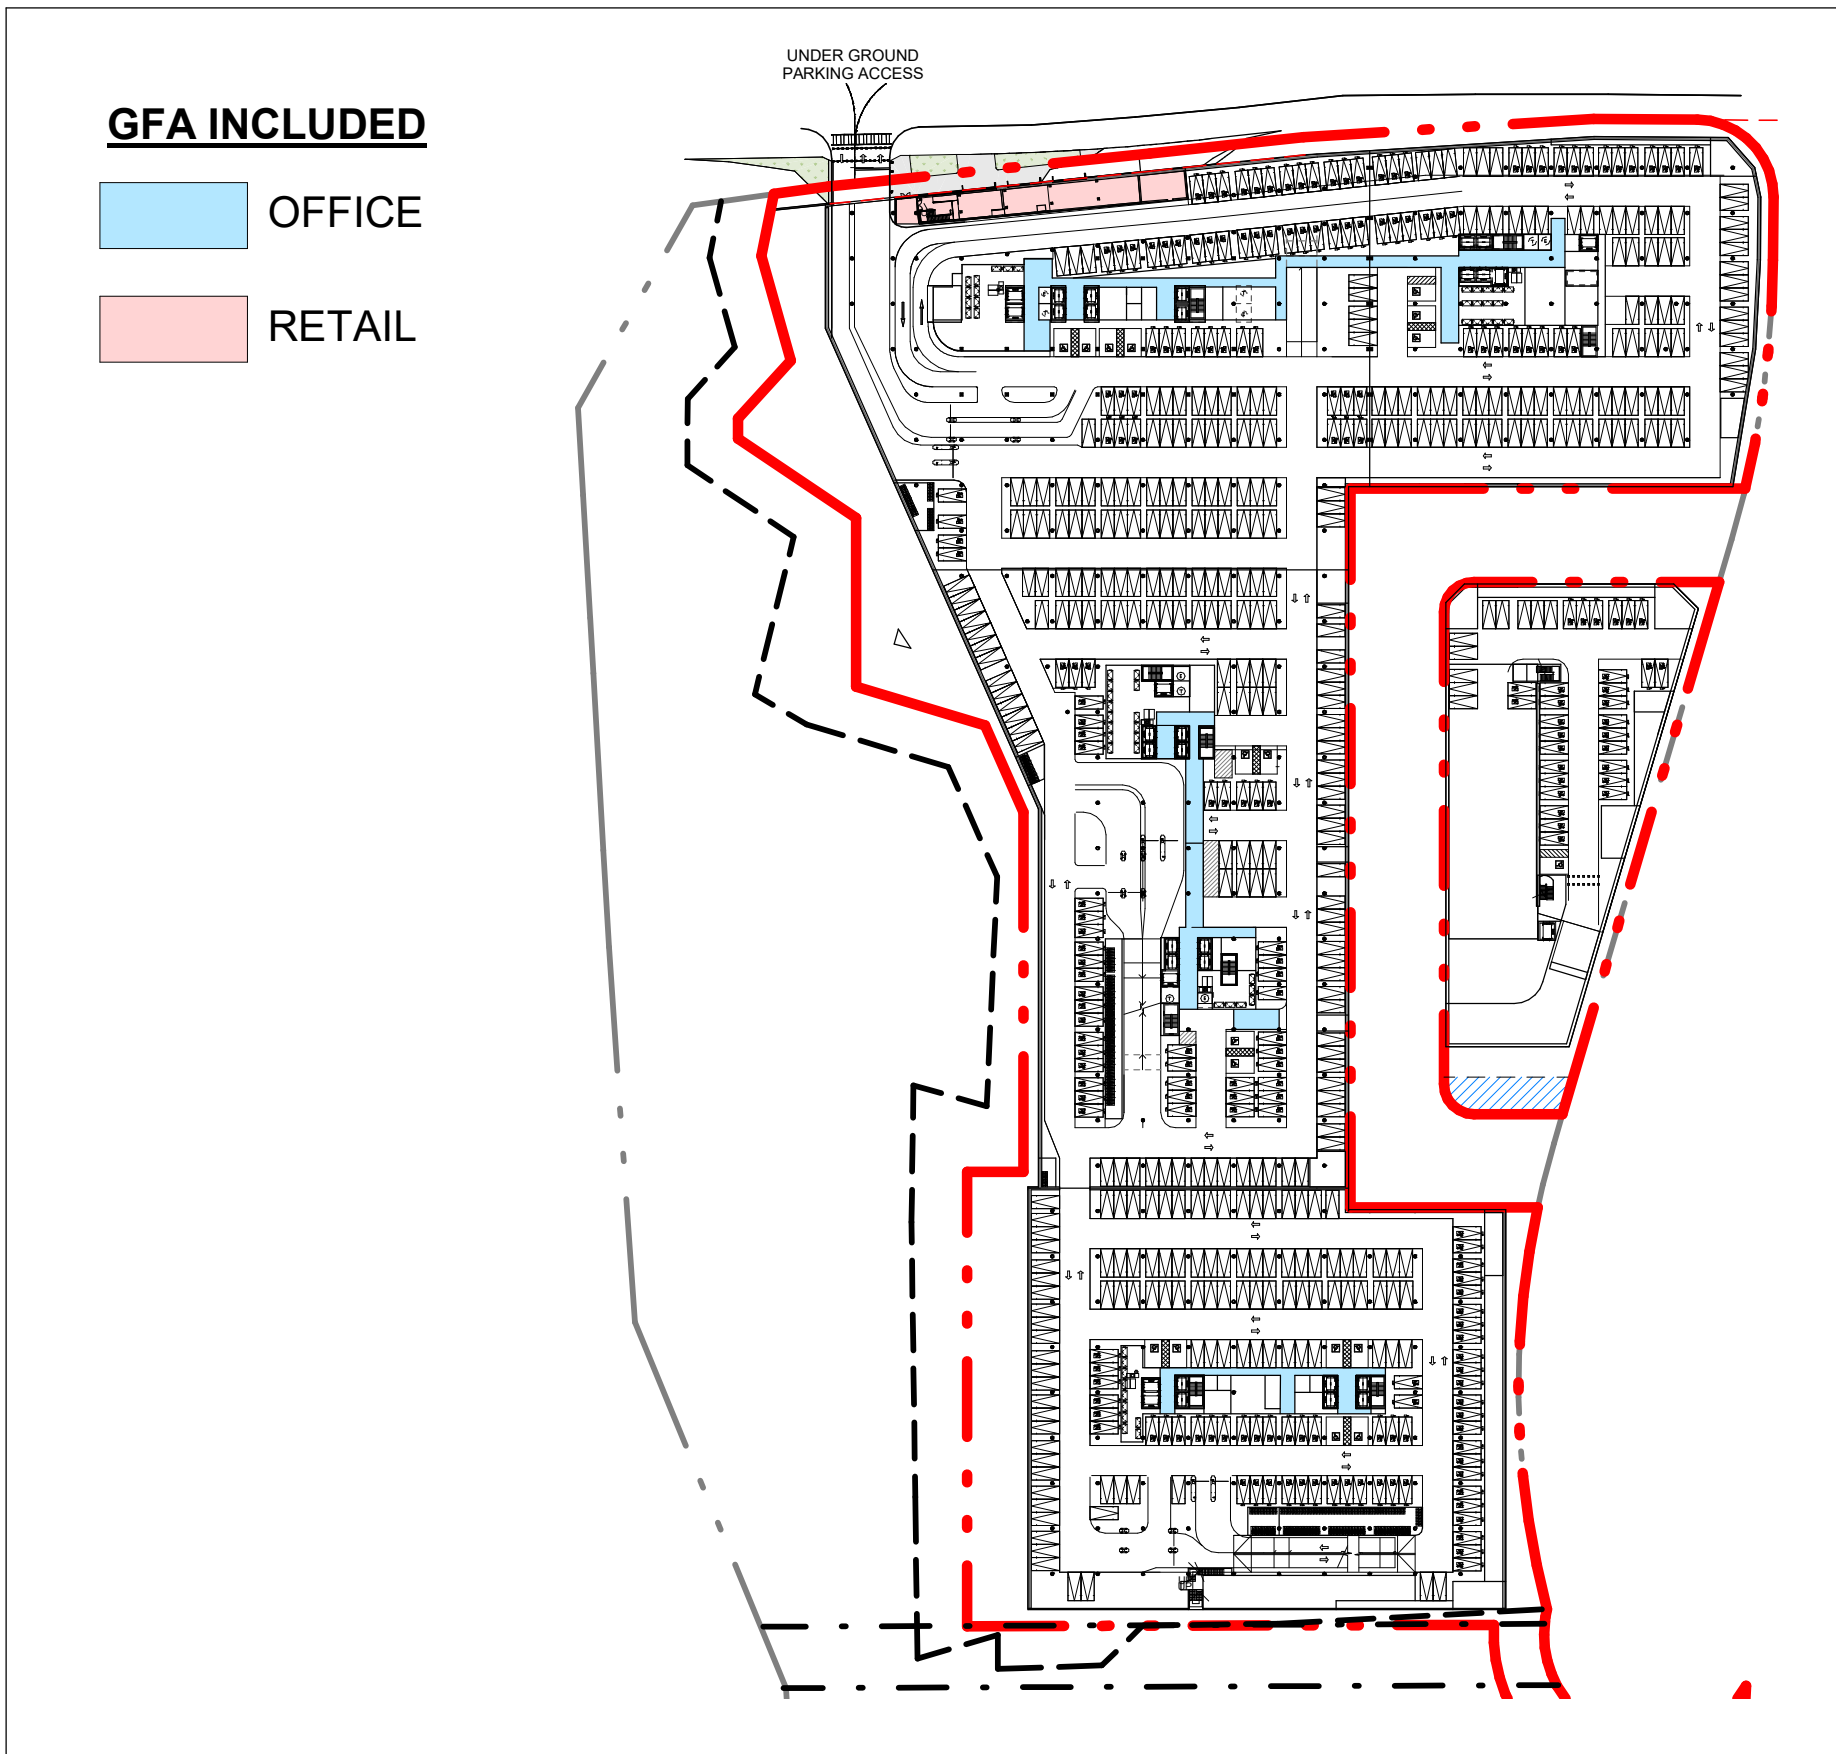 UNDER GROUND
PARKING ACCESS
GFA INCLUDED
OFFICE
RETAIL